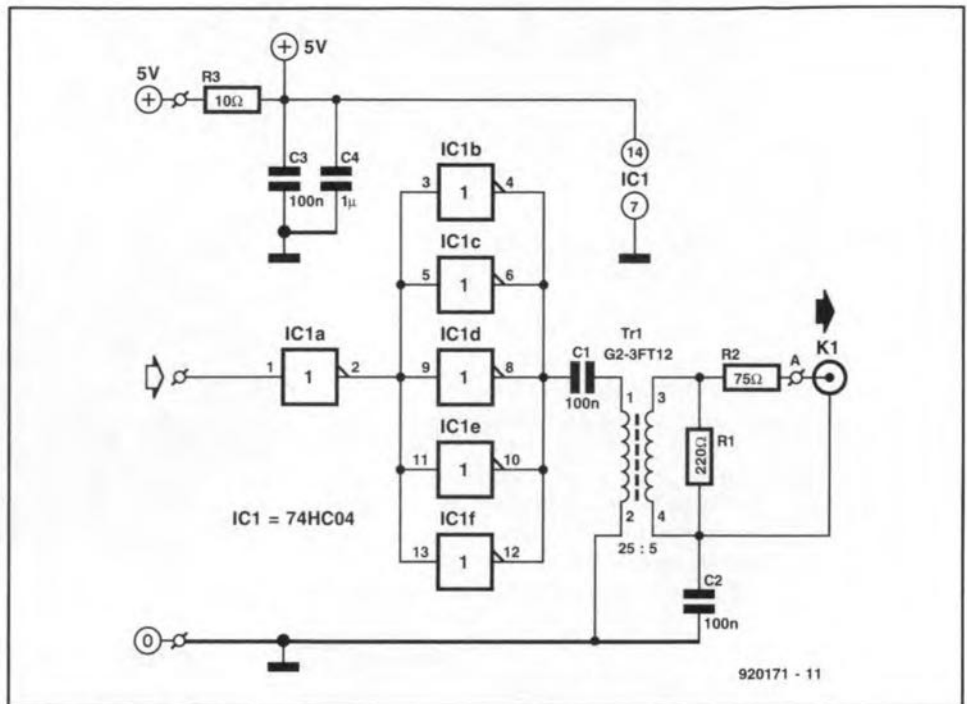 5V
5V
R3
10Ω
C3
100n
C4
1μ
14
IC1
7
IC1b
3
1
4
IC1c
5
1
6
IC1a
1
1
2
IC1d
9
1
8
IC1e
11
1
10
IC1f
13
1
12
IC1 = 74HC04
C1
100n
Tr1
G2-3FT12
1
3
2
4
25 : 5
R2
75Ω
A
K1
R1
220Ω
C2
100n
0
920171 - 11